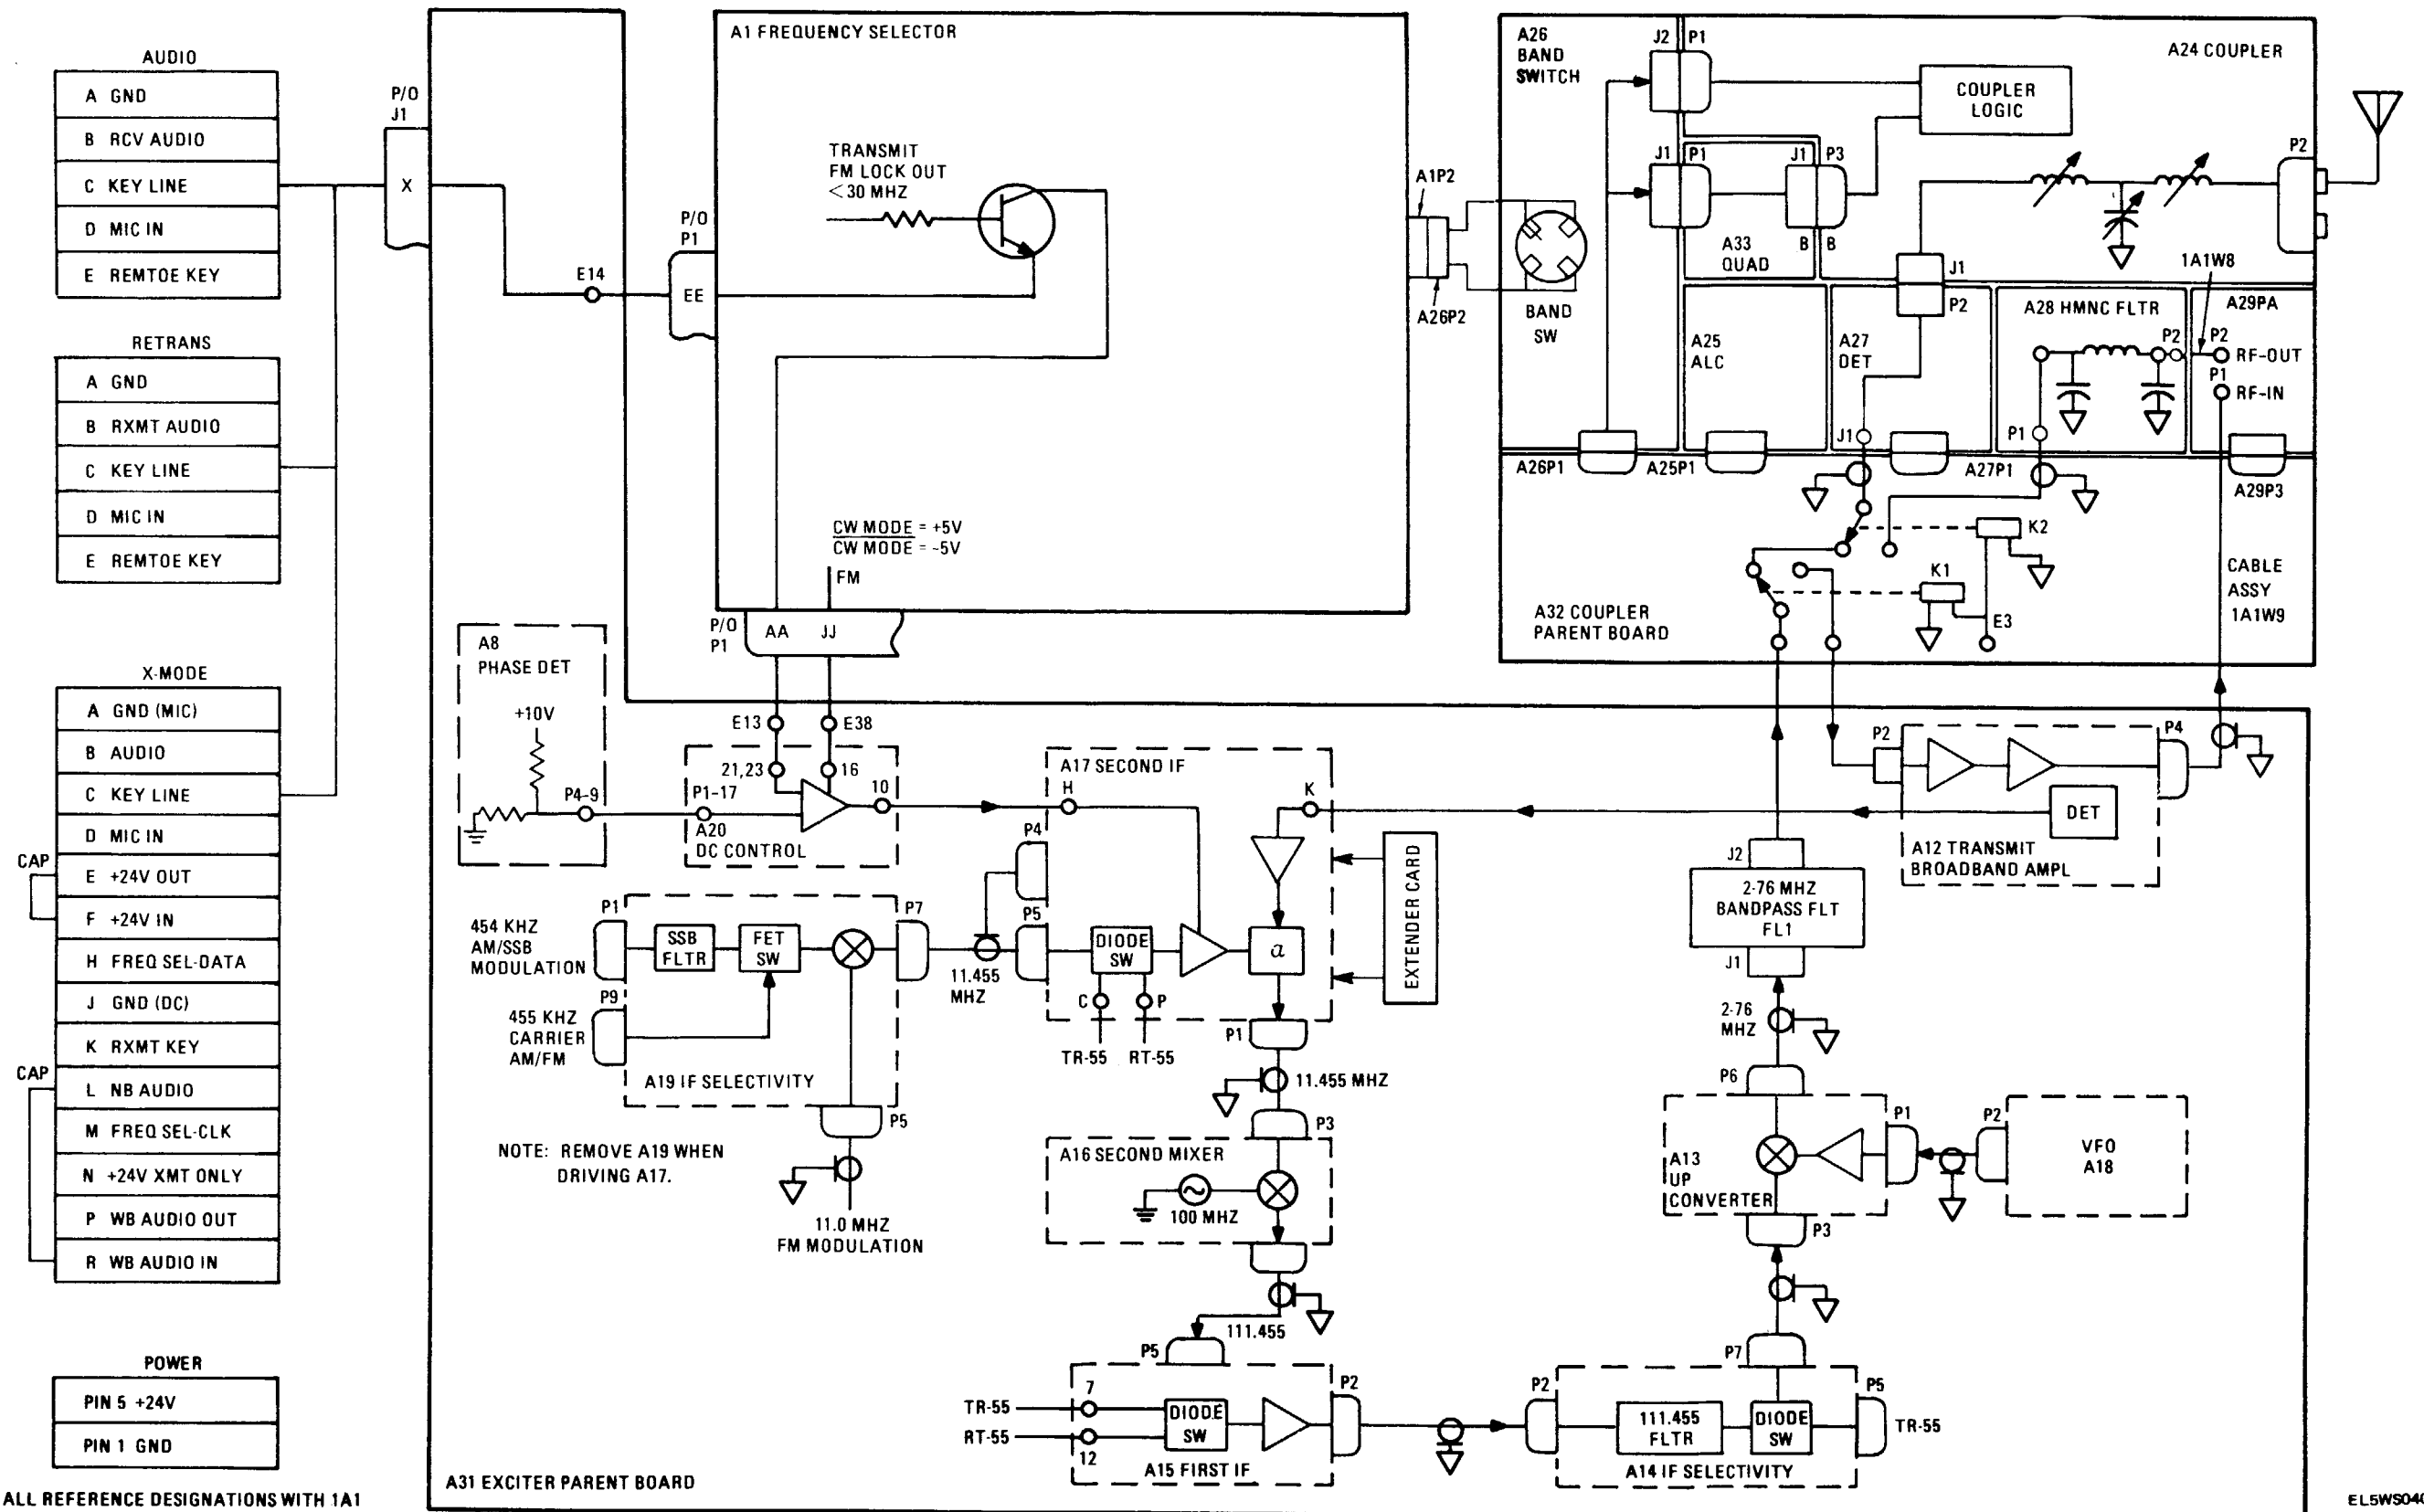 AUDIO
A GND
B RCV AUDIO
C KEY LINE
D MIC IN
E REMTOE KEY
RETRANS
A GND
B RXMT AUDIO
C KEY LINE
D MIC IN
E REMTOE KEY
X-MODE
A GND (MIC)
B AUDIO
C KEY LINE
D MIC IN
E +24V OUT
F +24V IN
H FREQ SEL-DATA
J GND (DC)
K RXMT KEY
L NB AUDIO
M FREQ SEL-CLK
N +24V XMT ONLY
P WB AUDIO OUT
R WB AUDIO IN
CAP
CAP
POWER
PIN 5 +24V
PIN 1 GND
ALL REFERENCE DESIGNATIONS WITH 1A1
P/O
J1
X
E14
P/O
P1
EE
A1 FREQUENCY SELECTOR
TRANSMIT
FM LOCK OUT
<30 MHZ
CW MODE = +5V
CW MODE = -5V
FM
P/O
P1
AA
JJ
A1P2
A26P2
A26
BAND
SWITCH
BAND
SW
J2
P1
J1
P1
J1
P3
B
B
A33
QUAD
COUPLER
LOGIC
A24 COUPLER
P2
J1
P2
1A1W8
A25
ALC
A27
DET
A28 HMNC FLTR
A29PA
P2
P2
RF-OUT
P1
RF-IN
J1
P1
A26P1
A25P1
A27P1
A29P3
K2
K1
E3
A32 COUPLER
PARENT BOARD
CABLE
ASSY
1A1W9
A8
PHASE DET
+10V
P4-9
E13
E38
21,23
16
10
P1-17
A20
DC CONTROL
A17 SECOND IF
H
K
P4
P5
DIODE
SW
C
P
TR-55
RT-55
a
P1
EXTENDER CARD
454 KHZ
AM/SSB
MODULATION
P1
SSB
FLTR
FET
SW
P7
11.455
MHZ
455 KHZ
CARRIER
AM/FM
P9
A19 IF SELECTIVITY
P5
NOTE: REMOVE A19 WHEN
DRIVING A17.
11.0 MHZ
FM MODULATION
11.455 MHZ
P3
A16 SECOND MIXER
100 MHZ
111.455
P5
TR-55
RT-55
7
12
DIODE
SW
P2
A15 FIRST IF
P2
111.455
FLTR
DIODE
SW
P5
TR-55
A14 IF SELECTIVITY
P7
P3
A13
UP
CONVERTER
P1
P2
VFO
A18
P6
2-76
MHZ
J1
2-76 MHZ
BANDPASS FLT
FL1
J2
P2
P4
DET
A12 TRANSMIT
BROADBAND AMPL
A31 EXCITER PARENT BOARD